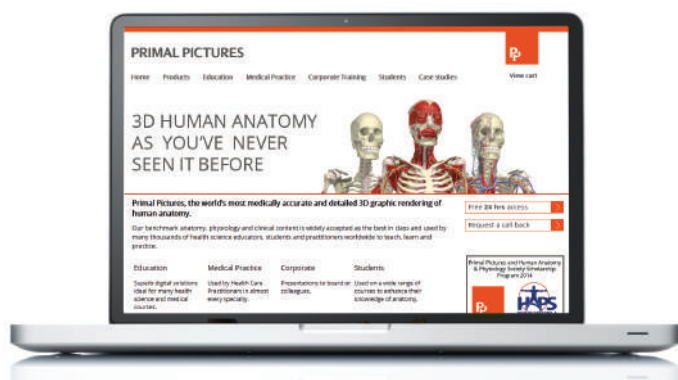 PRIMAL PICTURES
View cart
Home Products Education Medical Practice Corporate Training Students Case studies
3D HUMAN ANATOMY
AS YOU'VE NEVER
SEEN IT BEFORE
Primal Pictures, the world's most medically accurate and detailed 3D graphic rendering of
human anatomy.
Our benchmark anatomy, physiology and clinical content is widely accepted as the best in class and used by
many thousands of health science educators, students and practitioners worldwide to teach, learn and
practice.
Free 24 hrs access
Request a call back
Education
Superb digital solutions
ideal for many health
science and medical
courses.
Medical Practice
Used by Health Care
Practitioners in almost
every specialty.
Corporate
Presentations to board or
colleagues.
Students
Used on a wide range of
courses to enhance their
knowledge of anatomy.
Primal Pictures and Human Anatomy
& Physiology Society Scholarship
Program 2014
HAPS